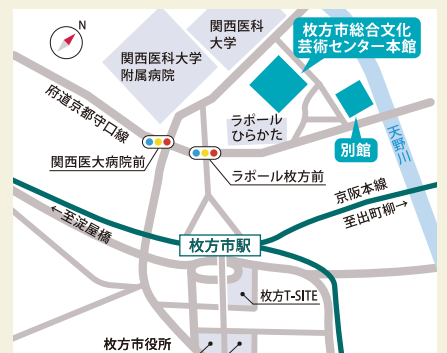 N
関西医科
大学
関西医科大学
附属病院
枚方市総合文化
芸術センター本館
府道京都守口線
ラポール
ひらかた
別館
天野川
関西医大病院前
ラポール枚方前
京阪本線
←至淀屋橋
至出町柳→
枚方市駅
枚方T-SITE
枚方市役所